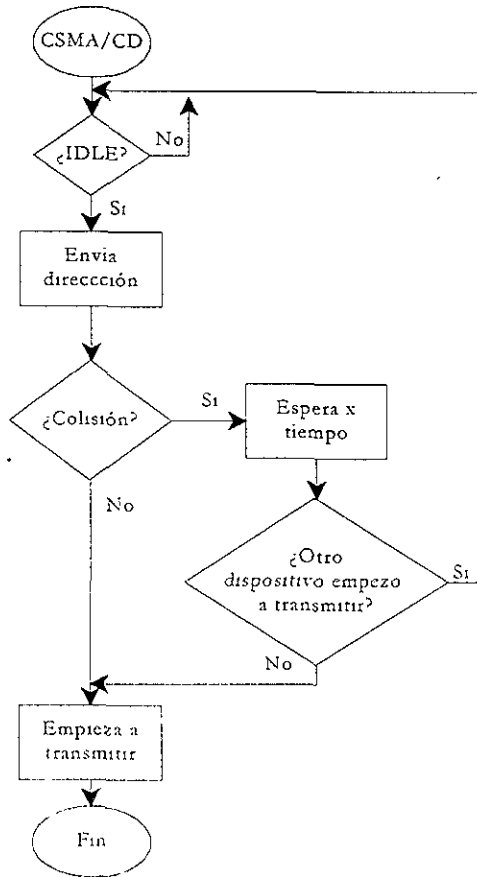 CSMA/CD
¿IDLE?
No
Si
Envia
direccción
¿Colisión?
Si
Espera x
tiempo
No
¿Otro
dispositivo empezo
a transmitir?
Si
No
Empieza a
transmitir
Fin